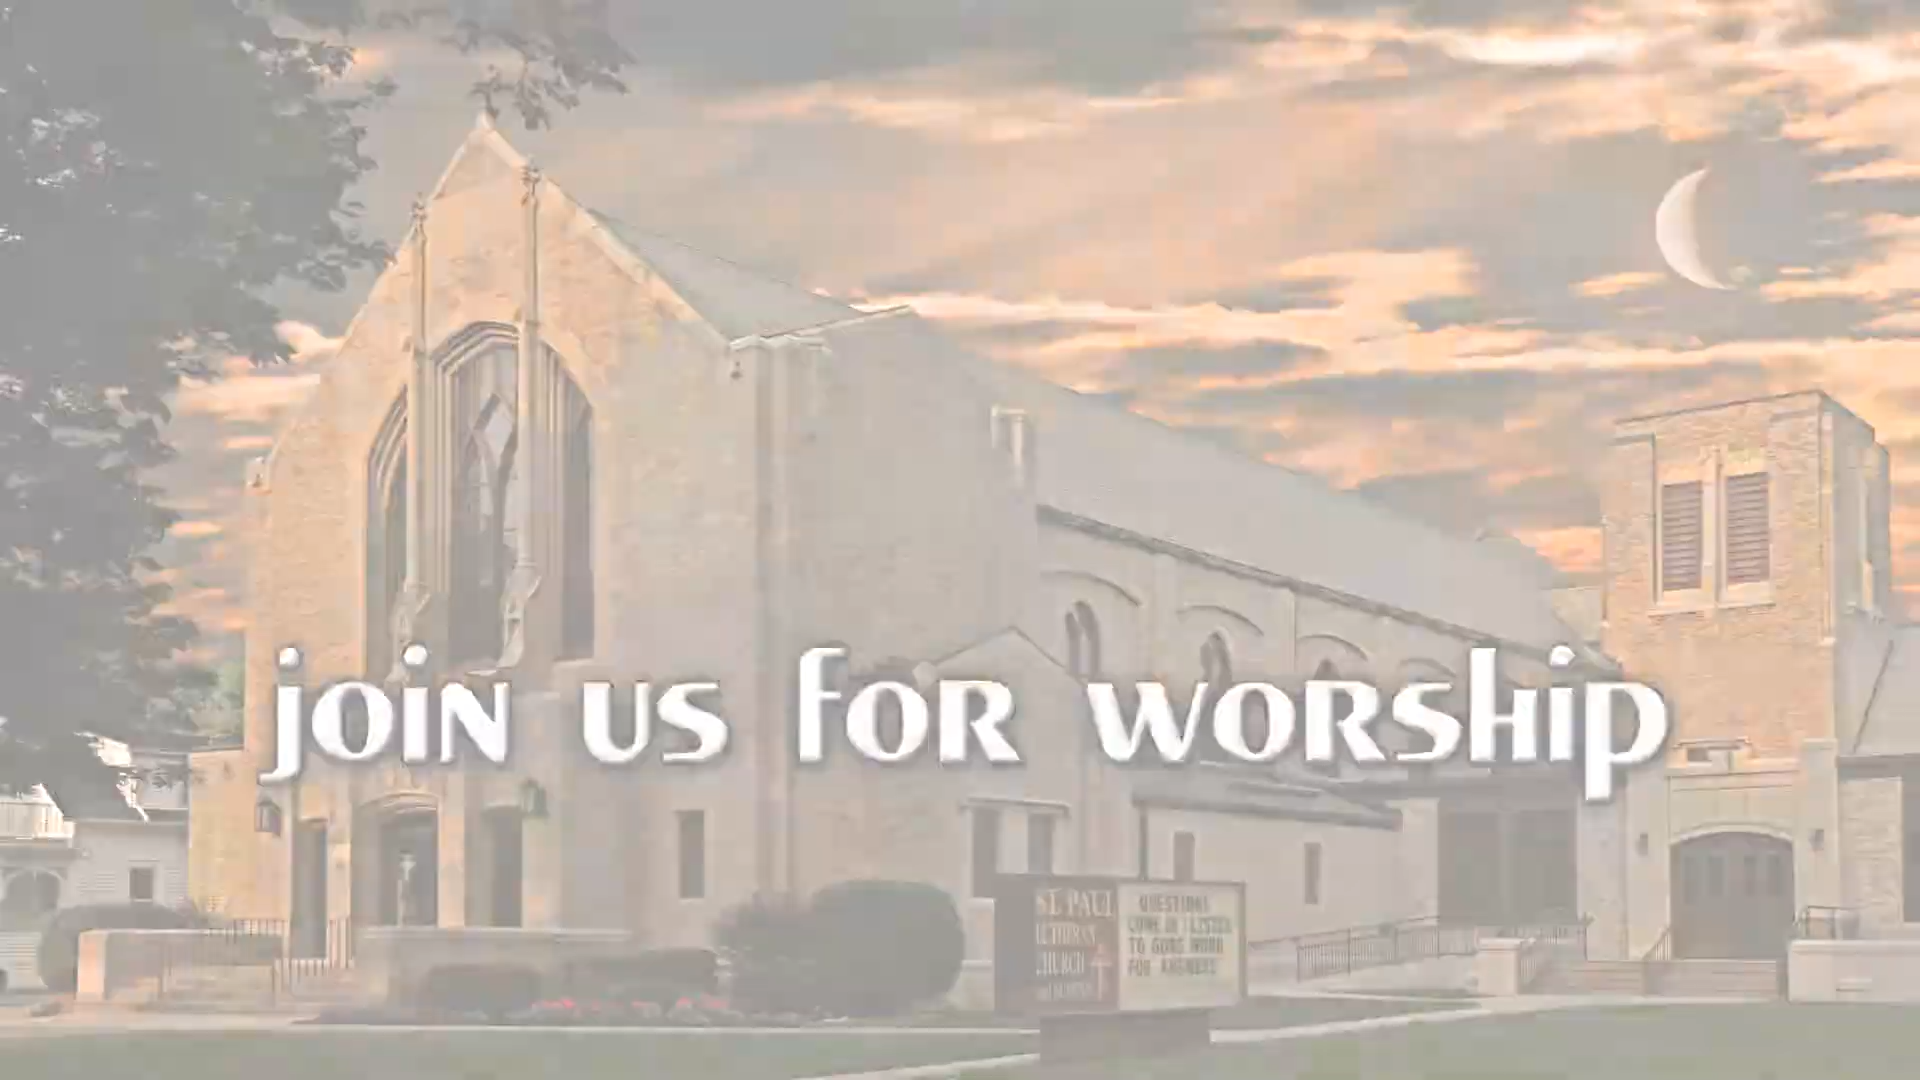 join us for worship
ST. PAUL
LUTHERAN
CHURCH
QUESTIONS
COME IN LISTEN
TO GODS WORD
FOR ANSWERS